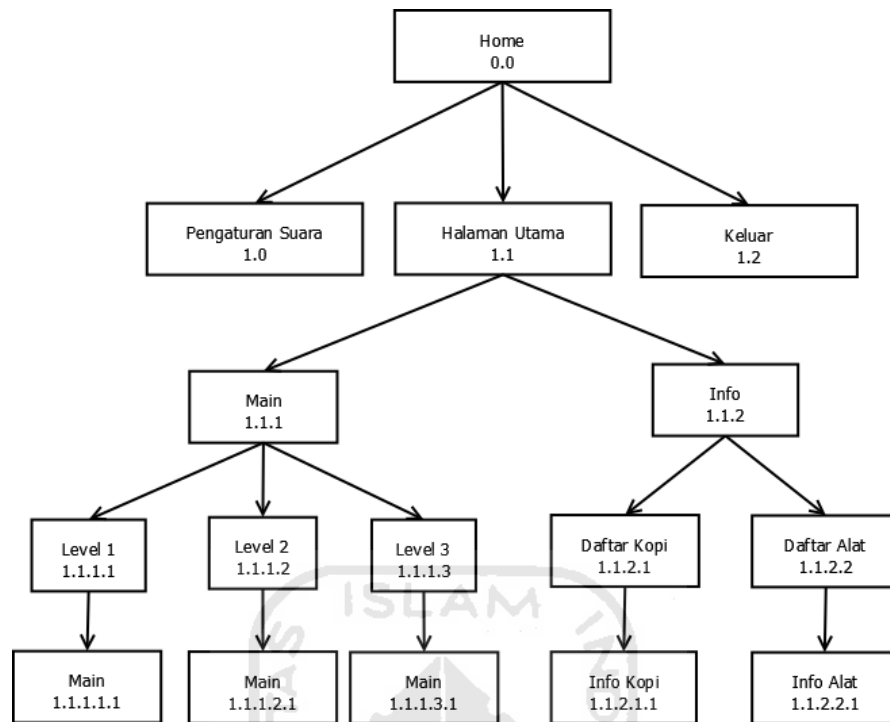 Home
0.0
Pengaturan Suara
1.0
Halaman Utama
1.1
Keluar
1.2
Main
1.1.1
Info
1.1.2
Level 1
1.1.1.1
Level 2
1.1.1.2
Level 3
1.1.1.3
Daftar Kopi
1.1.2.1
Daftar Alat
1.1.2.2
ISLAM
Main
1.1.1.1.1
Main
1.1.1.2.1
Main
1.1.1.3.1
Info Kopi
1.1.2.1.1
Info Alat
1.1.2.2.1